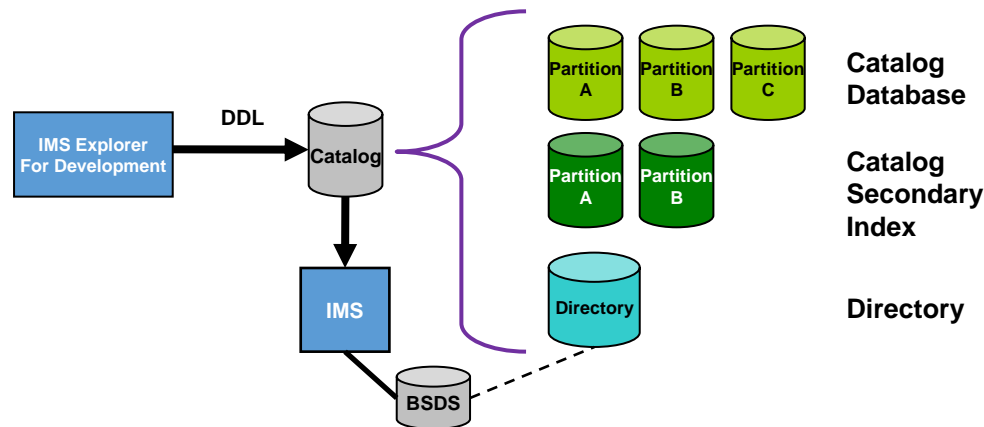 IMS Explorer
For Development
DDL
Catalog
IMS
BSDS
Partition
A
Partition
B
Partition
C
Catalog
Database
Partition
A
Partition
B
Catalog
Secondary
Index
Directory
Directory